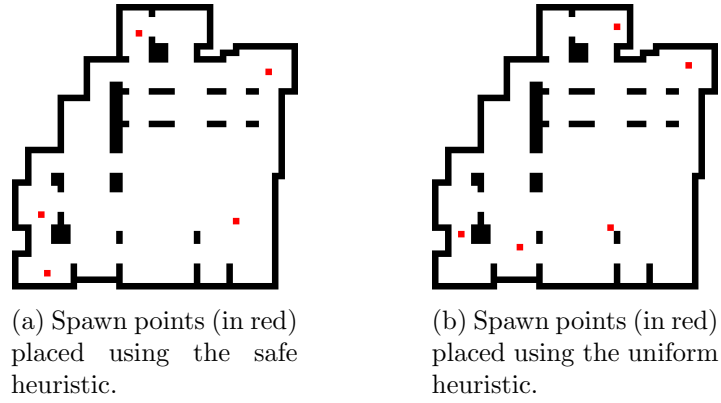 (a) Spawn points (in red)
placed using the safe
heuristic.
(b) Spawn points (in red)
placed using the uniform
heuristic.